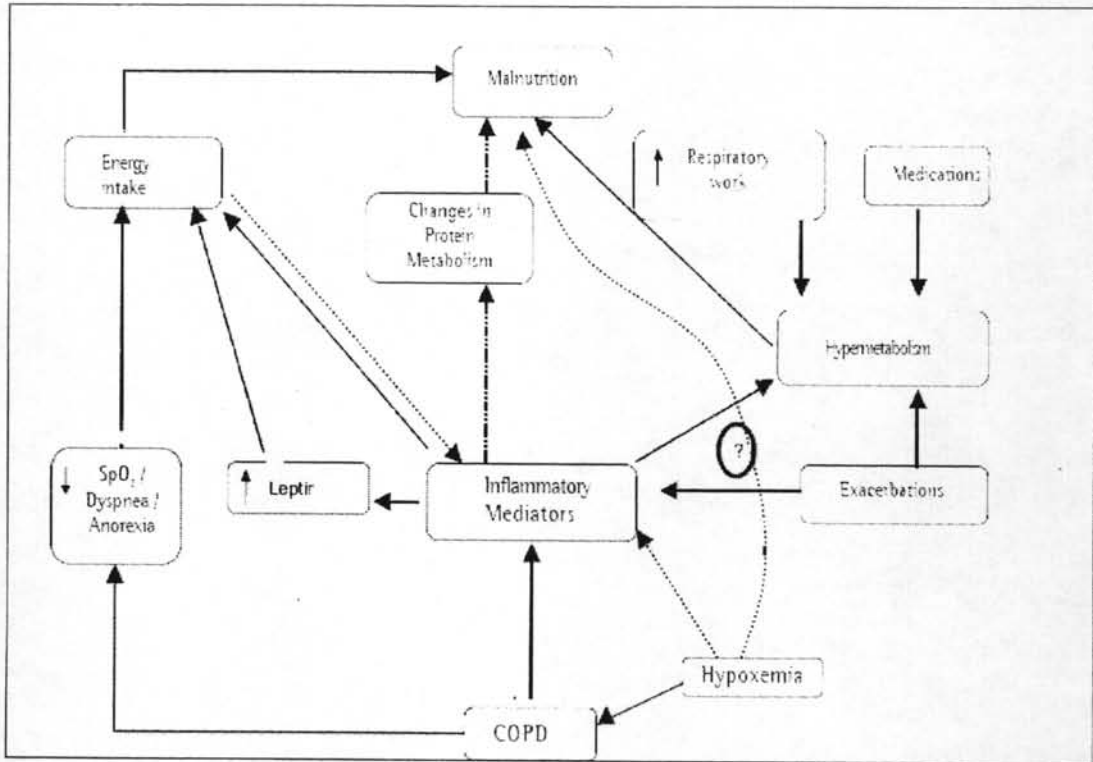 Malnutrition
Energy
intake
↑ Respiratory
work
Medications
Changes in
Protein
Metabolism
Hypermetabolism
?
↓ SpO₂ /
Dyspnea /
Anorexia
↑ Leptir
Inflammatory
Mediators
Exacerbations
Hypoxemia
COPD